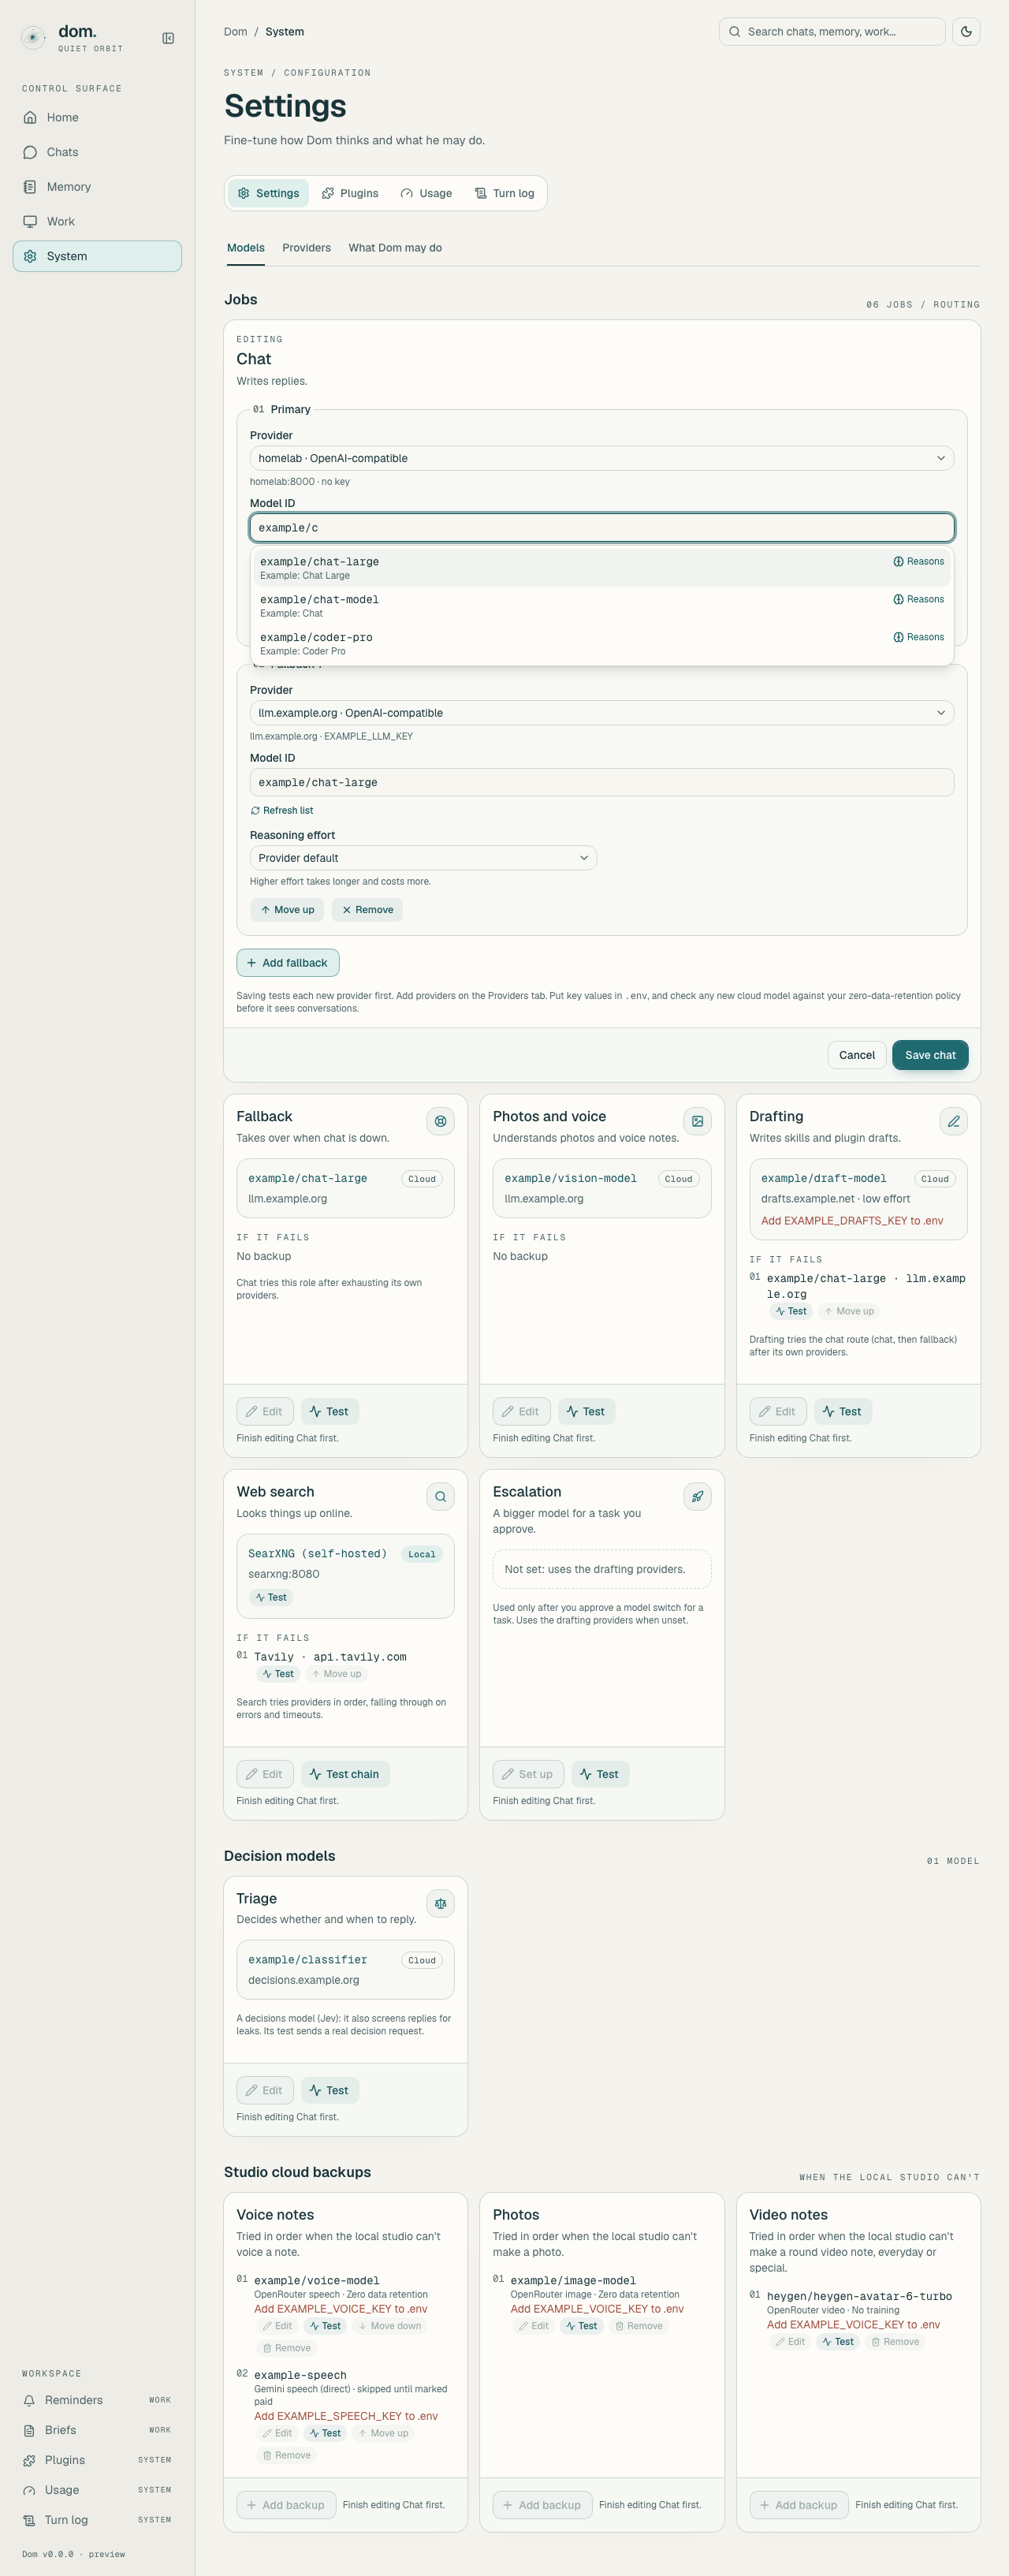 dom.
QUIET ORBIT
CONTROL SURFACE
Home
Chats
Memory
Work
System
Dom / System
Search chats, memory, work…
SYSTEM / CONFIGURATION
Settings
Fine-tune how Dom thinks and what he may do.
Settings
Plugins
Usage
Turn log
Models
Providers
What Dom may do
Jobs
06 JOBS / ROUTING
EDITING
Chat
Writes replies.
01 Primary
Provider
homelab · OpenAI-compatible
homelab:8000 · no key
Model ID
example/c
example/chat-large
Reasons
Example: Chat Large
example/chat-model
Reasons
Example: Chat
example/coder-pro
Reasons
Example: Coder Pro
Provider
llm.example.org · OpenAI-compatible
llm.example.org · EXAMPLE_LLM_KEY
Model ID
example/chat-large
Refresh list
Reasoning effort
Provider default
Higher effort takes longer and costs more.
Move up
Remove
Add fallback
Saving tests each new provider first. Add providers on the Providers tab. Put key values in .env, and check any new cloud model against your zero-data-retention policy
before it sees conversations.
Cancel
Save chat
Fallback
Takes over when chat is down.
example/chat-large
Cloud
llm.example.org
IF IT FAILS
No backup
Chat tries this role after exhausting its own
providers.
Edit
Test
Finish editing Chat first.
Photos and voice
Understands photos and voice notes.
example/vision-model
Cloud
llm.example.org
IF IT FAILS
No backup
Edit
Test
Finish editing Chat first.
Drafting
Writes skills and plugin drafts.
example/draft-model
Cloud
drafts.example.net · low effort
Add EXAMPLE_DRAFTS_KEY to .env
IF IT FAILS
01 example/chat-large · llm.examp
le.org
Test
Move up
Drafting tries the chat route (chat, then fallback)
after its own providers.
Edit
Test
Finish editing Chat first.
Web search
Looks things up online.
SearXNG (self-hosted)
Local
searxng:8080
Test
IF IT FAILS
01 Tavily · api.tavily.com
Test
Move up
Search tries providers in order, falling through on
errors and timeouts.
Edit
Test chain
Finish editing Chat first.
Escalation
A bigger model for a task you
approve.
Not set: uses the drafting providers.
Used only after you approve a model switch for a
task. Uses the drafting providers when unset.
Set up
Test
Finish editing Chat first.
Decision models
01 MODEL
Triage
Decides whether and when to reply.
example/classifier
Cloud
decisions.example.org
A decisions model (Jev): it also screens replies for
leaks. Its test sends a real decision request.
Edit
Test
Finish editing Chat first.
Studio cloud backups
WHEN THE LOCAL STUDIO CAN'T
Voice notes
Tried in order when the local studio can't
voice a note.
01 example/voice-model
OpenRouter speech · Zero data retention
Add EXAMPLE_VOICE_KEY to .env
Edit
Test
Move down
Remove
02 example-speech
Gemini speech (direct) · skipped until marked
paid
Add EXAMPLE_SPEECH_KEY to .env
Edit
Test
Move up
Remove
Add backup
Finish editing Chat first.
Photos
Tried in order when the local studio can't
make a photo.
01 example/image-model
OpenRouter image · Zero data retention
Add EXAMPLE_VOICE_KEY to .env
Edit
Test
Remove
Add backup
Finish editing Chat first.
Video notes
Tried in order when the local studio can't
make a round video note, everyday or
special.
01 heygen/heygen-avatar-6-turbo
OpenRouter video · No training
Add EXAMPLE_VOICE_KEY to .env
Edit
Test
Remove
Add backup
Finish editing Chat first.
WORKSPACE
Reminders
WORK
Briefs
WORK
Plugins
SYSTEM
Usage
SYSTEM
Turn log
SYSTEM
Dom v0.0.0 · preview